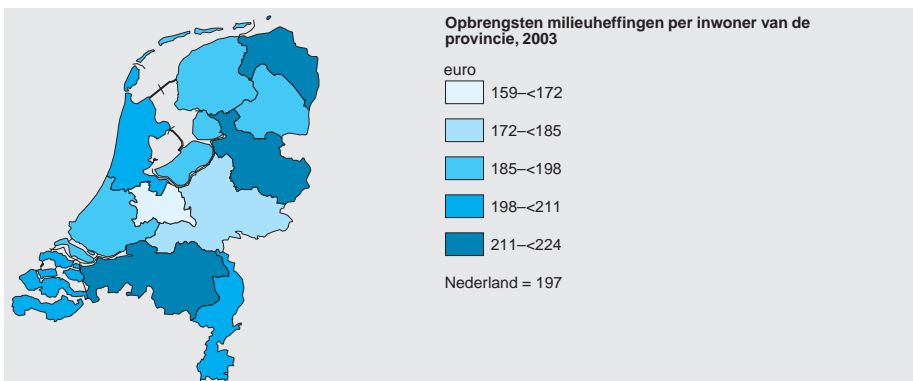 Opbrengsten milieuheffingen per inwoner van de
provincie, 2003
euro
159–<172
172–<185
185–<198
198–<211
211–<224
Nederland = 197